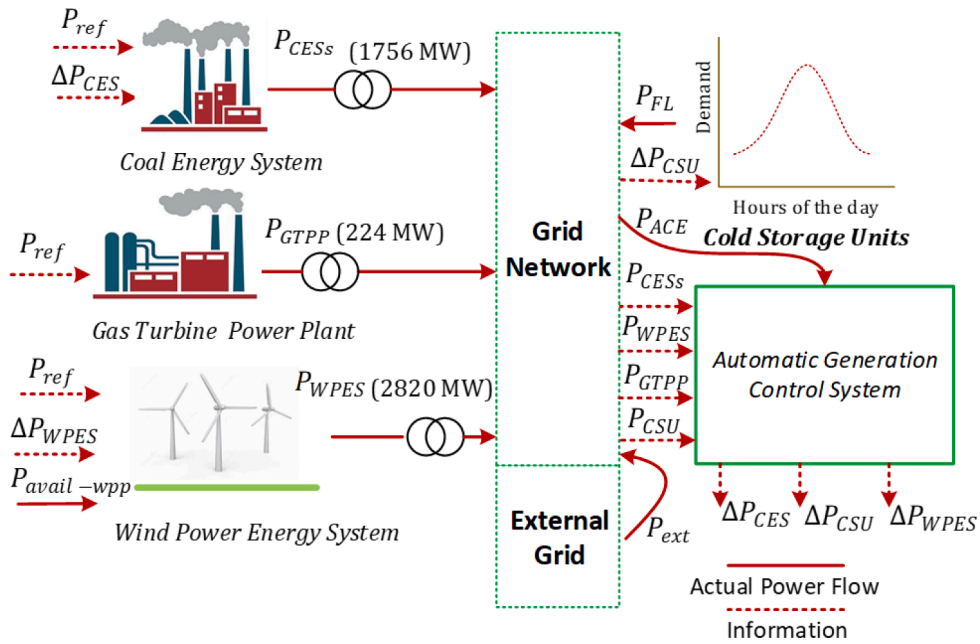 P_ref
ΔP_CES
P_CESs (1756 MW)
Coal Energy System
P_ref
P_GTPP (224 MW)
Gas Turbine Power Plant
P_ref
ΔP_WPES
P_avail-wpp
P_WPES (2820 MW)
Wind Power Energy System
Grid
Network
External
Grid
P_FL
ΔP_CSU
P_ACE
Demand
Hours of the day
Cold Storage Units
P_CESs
P_WPES
P_GTPP
P_CSU
P_ext
Automatic Generation
Control System
ΔP_CES
ΔP_CSU
ΔP_WPES
Actual Power Flow
Information